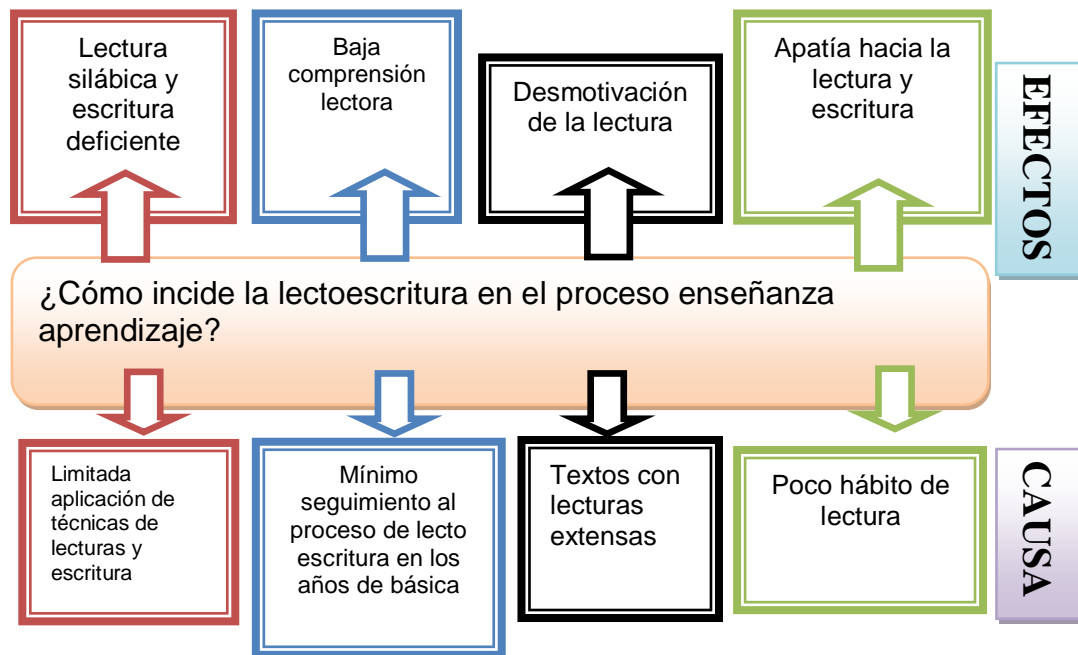 Lectura
silábica y
escritura
deficiente
Baja
comprensión
lectora
Desmotivación
de la lectura
Apatía hacia la
lectura y
escritura
EFECTOS
¿Cómo incide la lectoescritura en el proceso enseñanza
aprendizaje?
Limitada
aplicación de
técnicas de
lecturas y
escritura
Mínimo
seguimiento al
proceso de lecto
escritura en los
años de básica
Textos con
lecturas
extensas
Poco hábito de
lectura
CAUSA